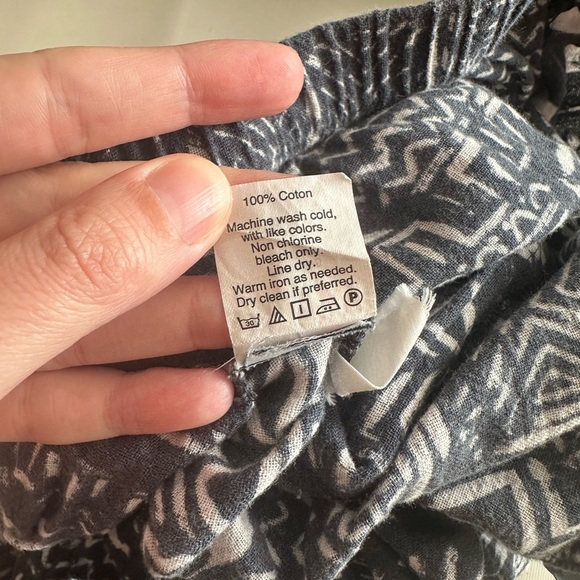 100% Coton
Machine wash cold,
with like colors.
Non chlorine
bleach only.
Line dry.
Warm iron as needed.
Dry clean if preferred.
30 P